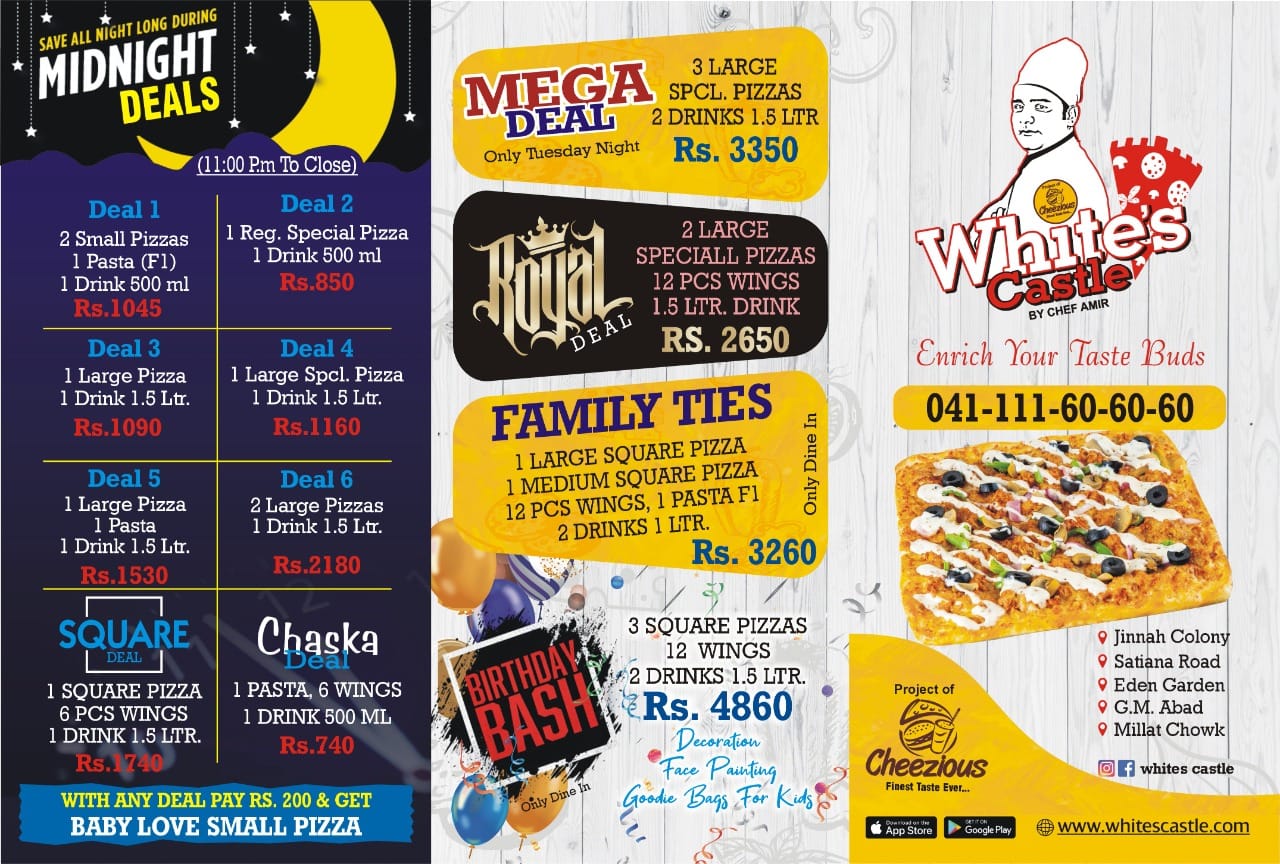 SAVE ALL NIGHT LONG DURING
MIDNIGHT
DEALS
(11:00 P.m To Close)
Deal 1
2 Small Pizzas
1 Pasta (F1)
1 Drink 500 ml
Rs.1045
Deal 2
1 Reg. Special Pizza
1 Drink 500 ml
Rs.850
Deal 3
1 Large Pizza
1 Drink 1.5 Ltr.
Rs.1090
Deal 4
1 Large Spcl. Pizza
1 Drink 1.5 Ltr.
Rs.1160
Deal 5
1 Large Pizza
1 Pasta
1 Drink 1.5 Ltr.
Rs.1530
Deal 6
2 Large Pizzas
1 Drink 1.5 Ltr.
Rs.2180
SQUARE
DEAL
1 SQUARE PIZZA
6 PCS WINGS
1 DRINK 1.5 LTR.
Rs.1740
Chaska
Deal
1 PASTA, 6 WINGS
1 DRINK 500 ML
Rs.740
WITH ANY DEAL PAY RS. 200 & GET
BABY LOVE SMALL PIZZA
MEGA
DEAL
Only Tuesday Night
3 LARGE
SPCL. PIZZAS
2 DRINKS 1.5 LTR
Rs. 3350
Royal
DEAL
2 LARGE
SPECIALL PIZZAS
12 PCS WINGS
1.5 LTR. DRINK
RS. 2650
FAMILY TIES
1 LARGE SQUARE PIZZA
1 MEDIUM SQUARE PIZZA
12 PCS WINGS, 1 PASTA F1
2 DRINKS 1 LTR.
Rs. 3260
Only Dine In
BIRTHDAY
BASH
Only Dine In
3 SQUARE PIZZAS
12 WINGS
2 DRINKS 1.5 LTR.
Rs. 4860
Decoration
Face Painting
Goodie Bags For Kids
Project of
Cheezious
Finest Taste Ever...
White's
Castle
BY CHEF AMIR
Enrich Your Taste Buds
041-111-60-60-60
Jinnah Colony
Satiana Road
Eden Garden
G.M. Abad
Millat Chowk
Project of
Cheezious
Finest Taste Ever...
whites castle
Download on the
App Store
GET IT ON
Google Play
www.whitescastle.com